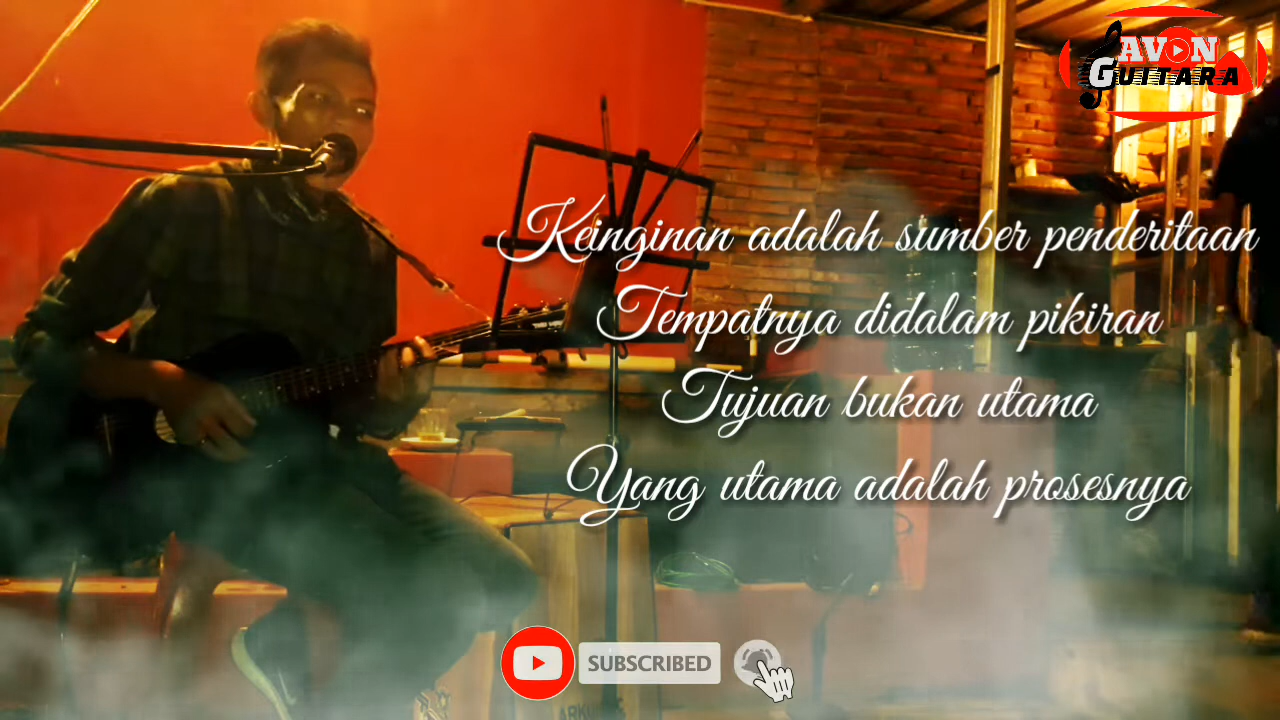 AVON
GUITARA
Keinginan adalah sumber penderitaan
Tempatnya didalam pikiran
Tujuan bukan utama
Yang utama adalah prosesnya
SUBSCRIBED